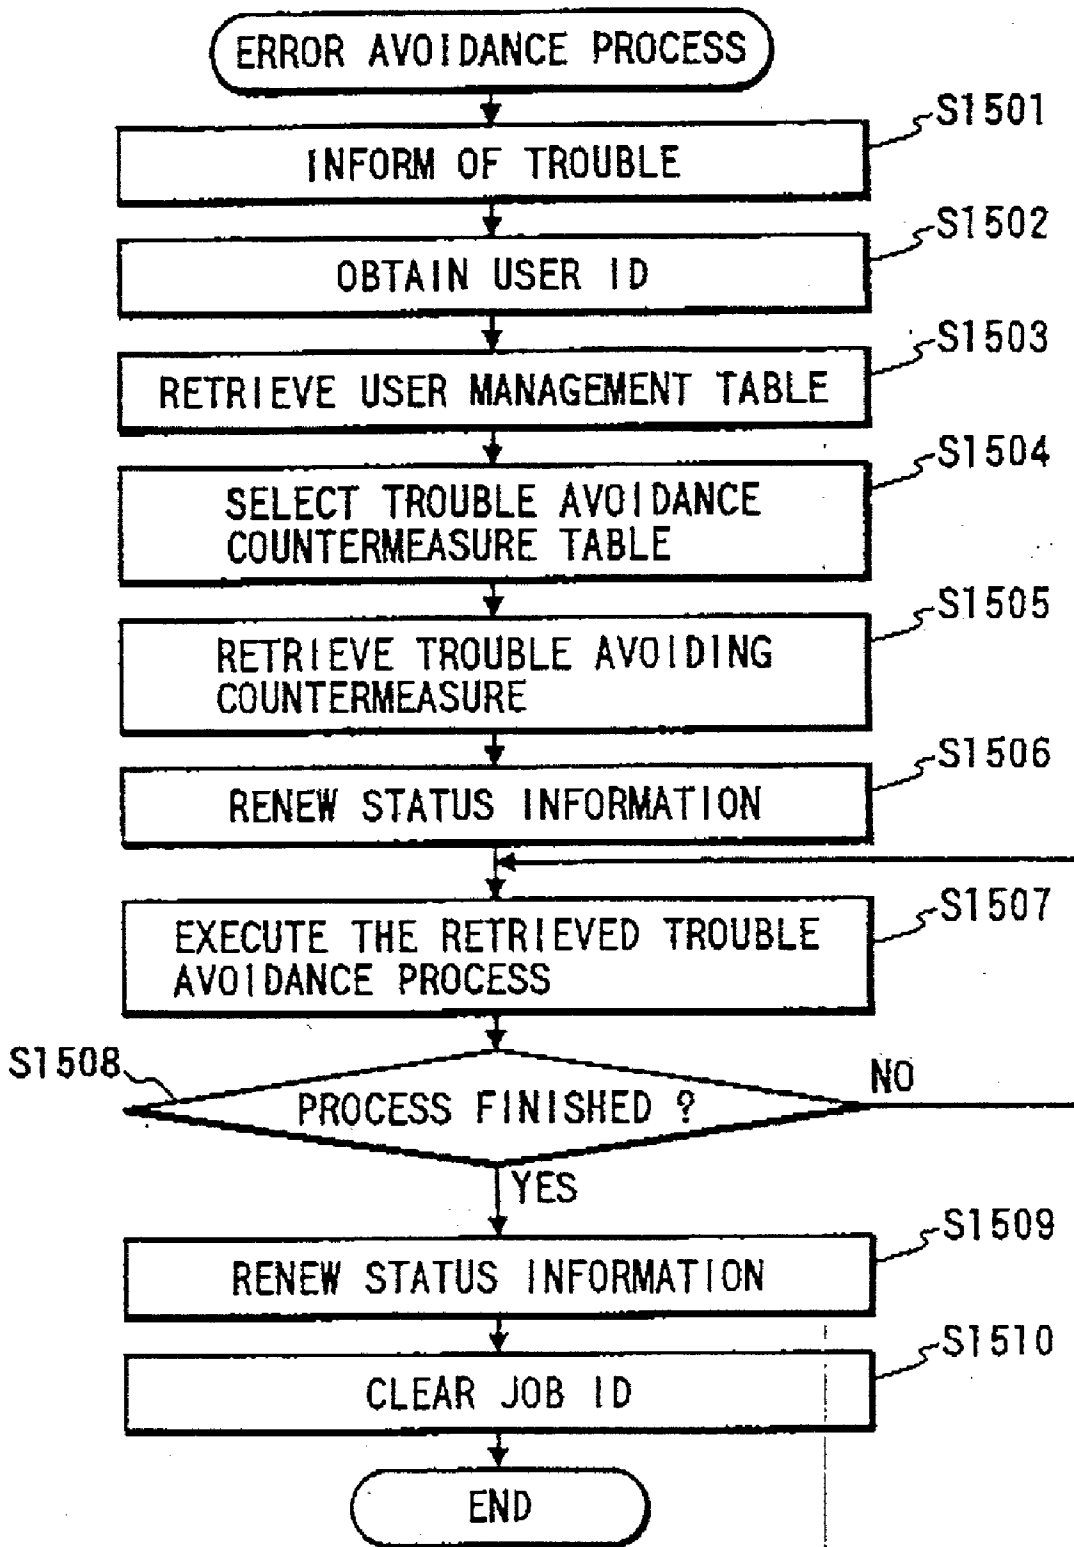 ERROR AVOIDANCE PROCESS
S1501
INFORM OF TROUBLE
S1502
OBTAIN USER ID
S1503
RETRIEVE USER MANAGEMENT TABLE
S1504
SELECT TROUBLE AVOIDANCE
COUNTERMEASURE TABLE
S1505
RETRIEVE TROUBLE AVOIDING
COUNTERMEASURE
S1506
RENEW STATUS INFORMATION
S1507
EXECUTE THE RETRIEVED TROUBLE
AVOIDANCE PROCESS
S1508
PROCESS FINISHED ?
NO
YES
S1509
RENEW STATUS INFORMATION
S1510
CLEAR JOB ID
END